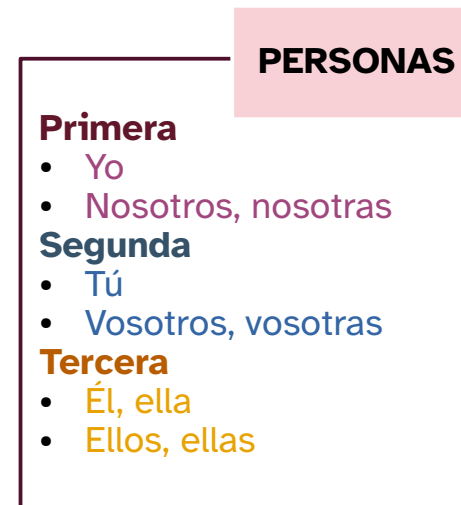 PERSONAS
Primera
• Yo
• Nosotros, nosotras
Segunda
• Tú
• Vosotros, vosotras
Tercera
• Él, ella
• Ellos, ellas